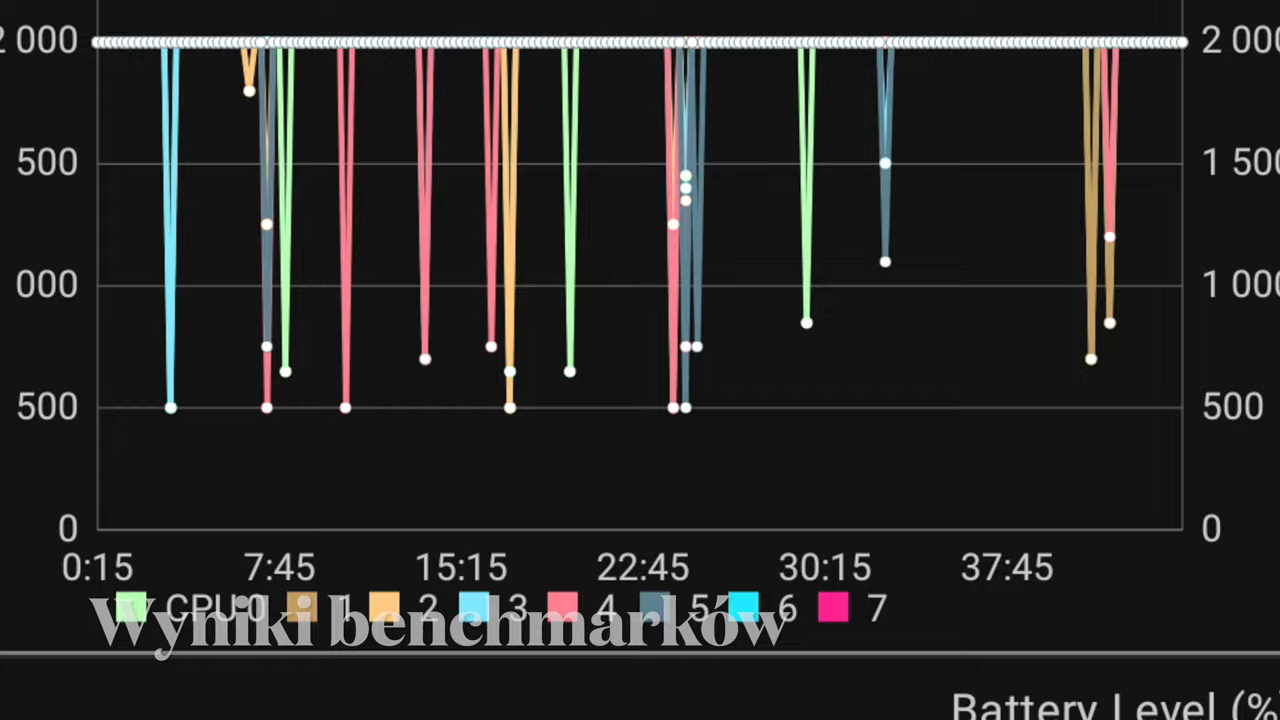 2 000 2 000
500 1 500
000 1 000
500 500
0 0
0:15 7:45 15:15 22:45 30:15 37:45
CPU 0 1 2 3 4 5 6 7
Wyniki benchmarków
Battery Level (%